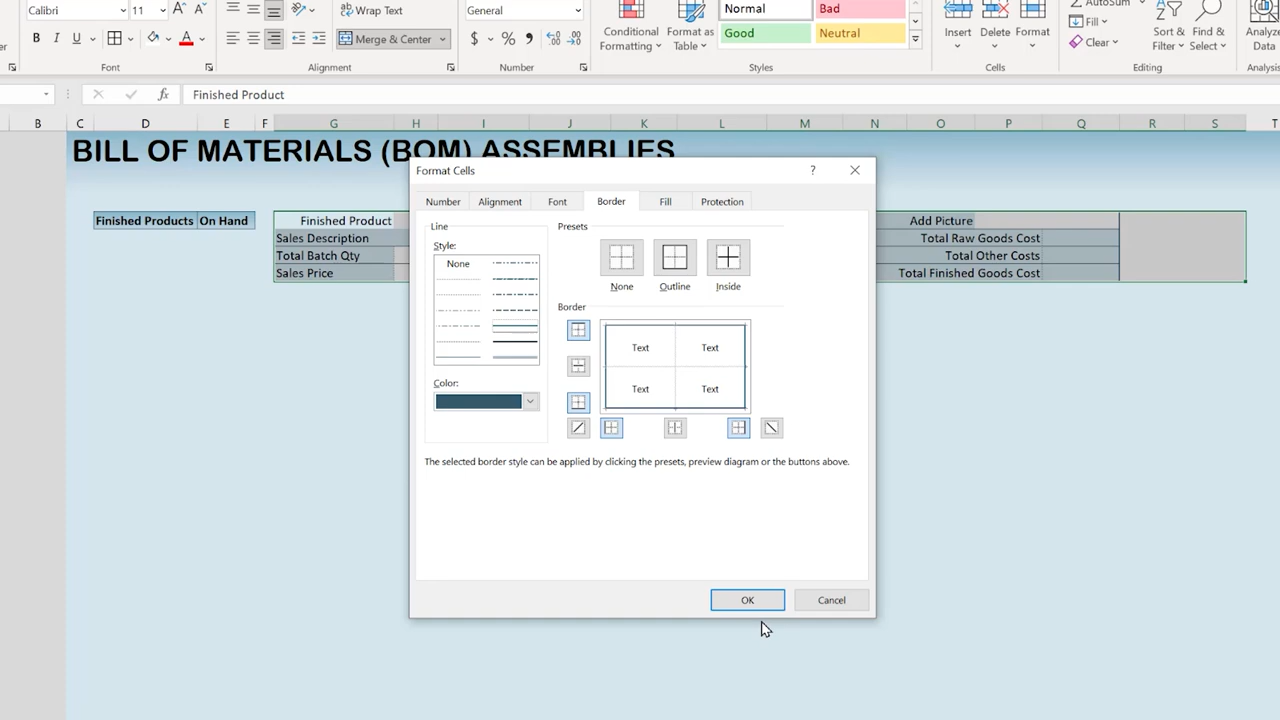 Calibri
11
A
A
Wrap Text
General
Normal
Bad
AutoSum
B
I
U
A
Merge & Center
$
%
Conditional
Formatting
Format as
Table
Good
Neutral
Insert
Delete
Format
Fill
Clear
Sort &
Filter
Find &
Select
Analyze
Data
Font
Alignment
Number
Styles
Cells
Editing
Analysis
fx
Finished Product
B C D E F G H I J K L M N O P Q R S T
BILL OF MATERIALS (BOM) ASSEMBLIES
Finished Products
On Hand
Finished Product
Sales Description
Total Batch Qty
Sales Price
Add Picture
Total Raw Goods Cost
Total Other Costs
Total Finished Goods Cost
Format Cells
?
Number
Alignment
Font
Border
Fill
Protection
Line
Style:
None
Color:
Presets
None
Outline
Inside
Border
Text
Text
Text
Text
The selected border style can be applied by clicking the presets, preview diagram or the buttons above.
OK
Cancel